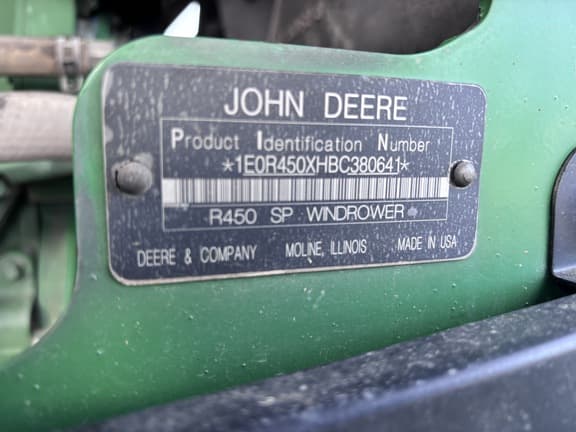 JOHN DEERE
Product Identification Number
*1E0R450XHBC380641*
R450 SP WINDROWER
DEERE & COMPANY MOLINE, ILLINOIS MADE IN USA